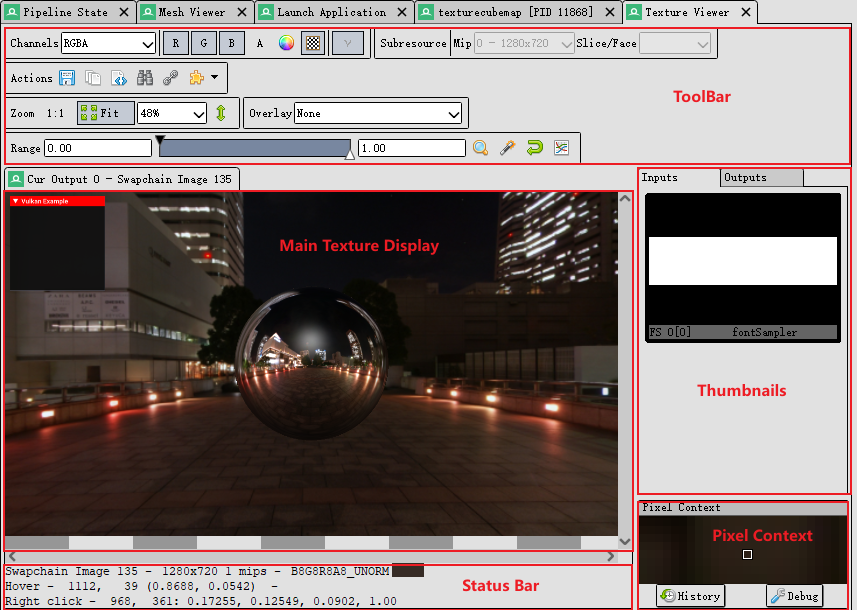 Pipeline State
Mesh Viewer
Launch Application
texturecubemap [PID 11868]
Texture Viewer
Channels RGBA R G B A Subresource Mip 0 - 1280x720 Slice/Face
Actions
ToolBar
Zoom 1:1 Fit 48% Overlay None
Range 0.00 1.00
Cur Output 0 - Swapchain Image 135
Inputs Outputs
Vulkan Example
Main Texture Display
FS 0[0] fontSampler
Thumbnails
Pixel Context
Pixel Context
History Debug
Swapchain Image 135 - 1280x720 1 mips - B8G8R8A8_UNORM
Hover - 1112, 39 (0.8688, 0.0542) -
Right click - 968, 361: 0.17255, 0.12549, 0.0902, 1.00
Status Bar